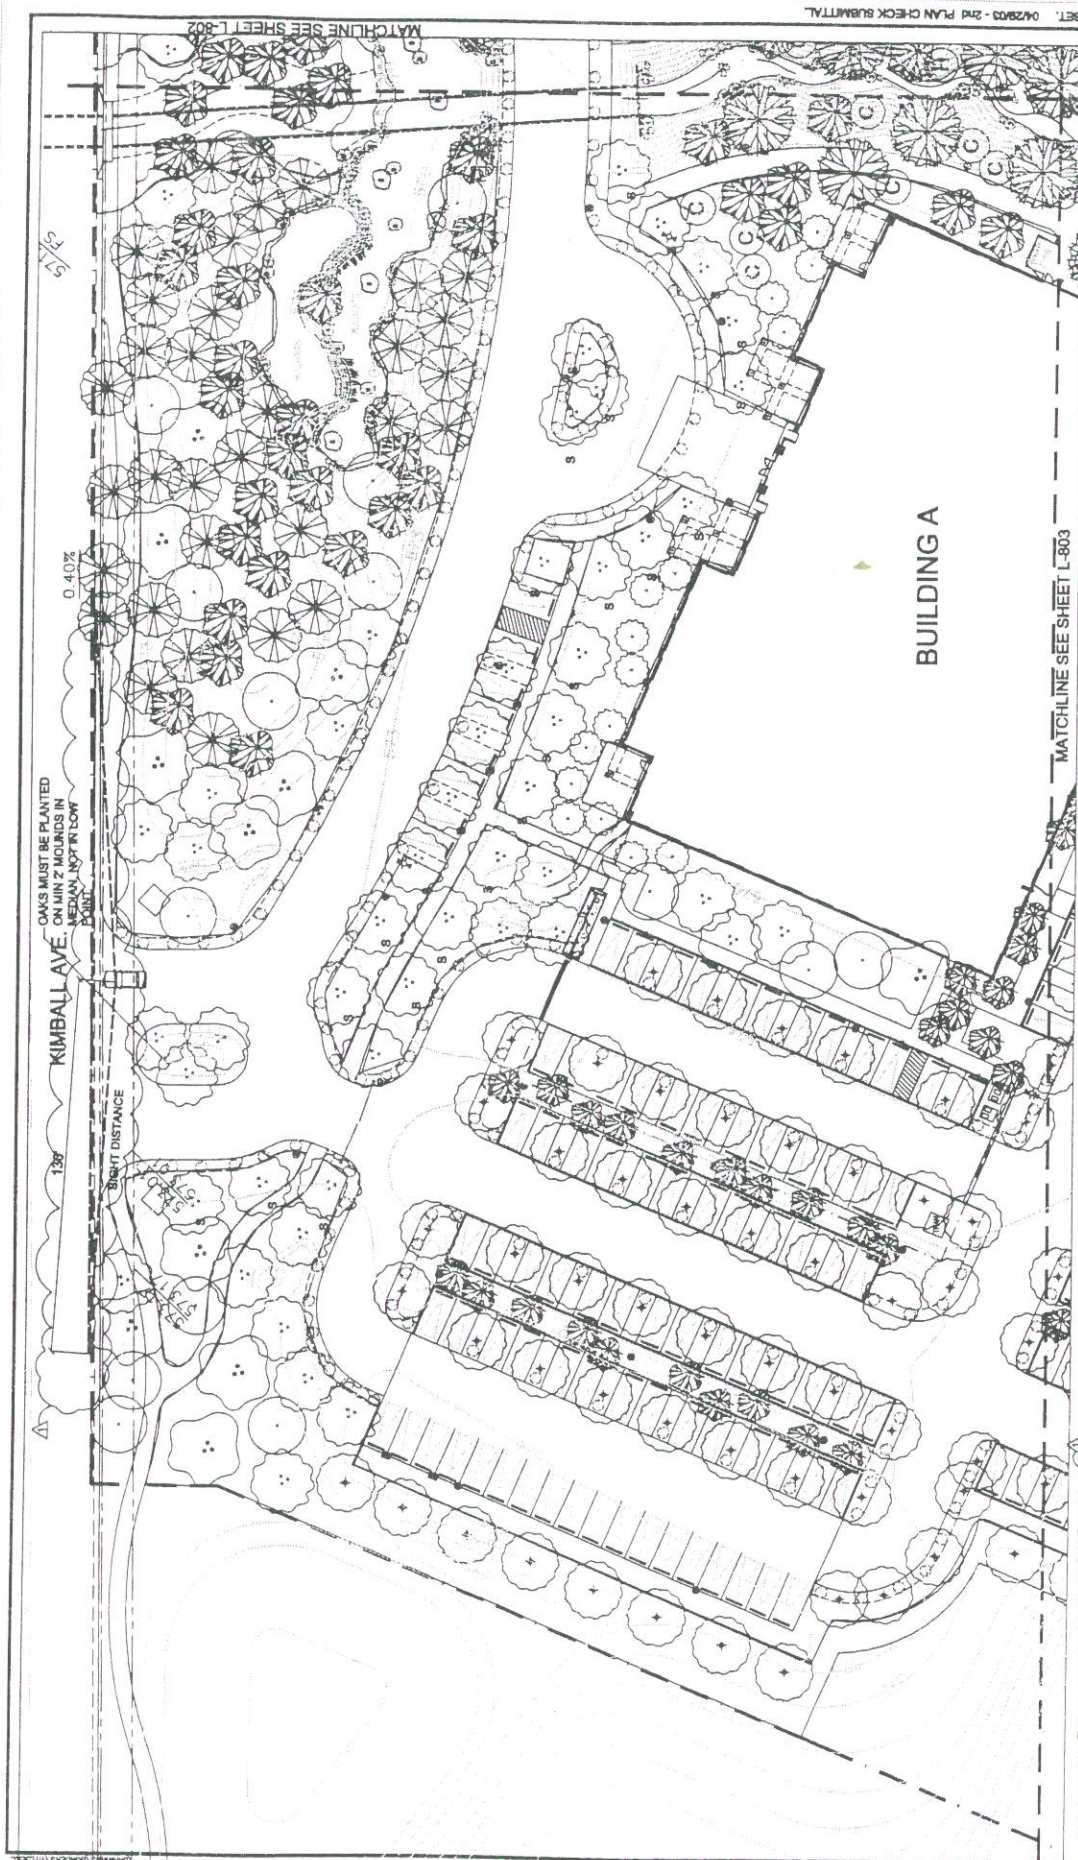 04/29/03 - 2nd PLAN CHECK SUBMITTAL
MATCHLINE SEE SHEET L-802
0.40%
OAKS MUST BE PLANTED
ON MIN 2' MOUNDS IN
MEDIAN, NOT IN LOW
POINT
KIMBALL AVE.
130'
SIGHT DISTANCE
BUILDING A
MATCHLINE SEE SHEET L-803
C
C
C
C
C
C
C
S
S
S
S
S
S
S
S
S
S
S
S